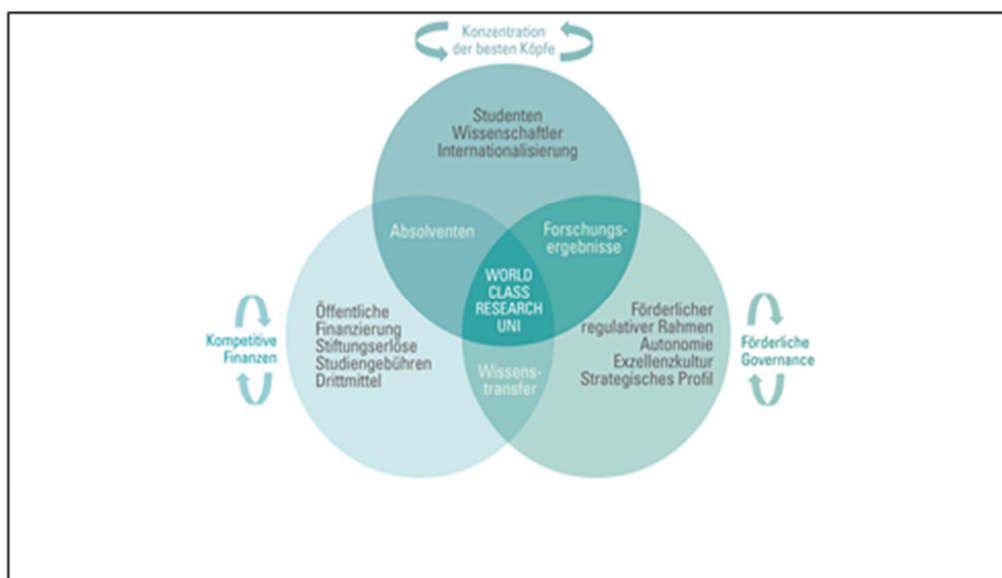 Konzentration
der besten Köpfe
Studenten
Wissenschaftler
Internationalisierung
Absolventen
Forschungs-
ergebnisse
WORLD
CLASS
RESEARCH
UNI
Öffentliche
Finanzierung
Stiftungserlöse
Studiengebühren
Drittmittel
Förderlicher
regulativer Rahmen
Autonomie
Exzellenzkultur
Strategisches Profil
Kompetitive
Finanzen
Förderliche
Governance
Wissens-
transfer